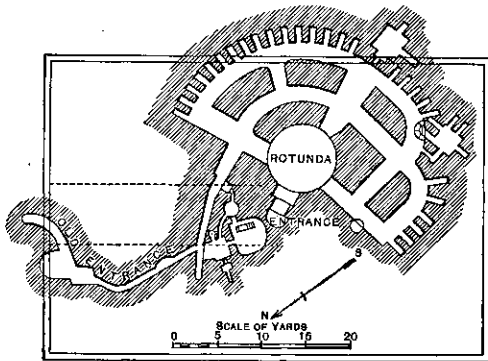 ROTUNDA
ENTRANCE
OLD ENTRANCE
S
N
SCALE OF YARDS
0 5 10 15 20